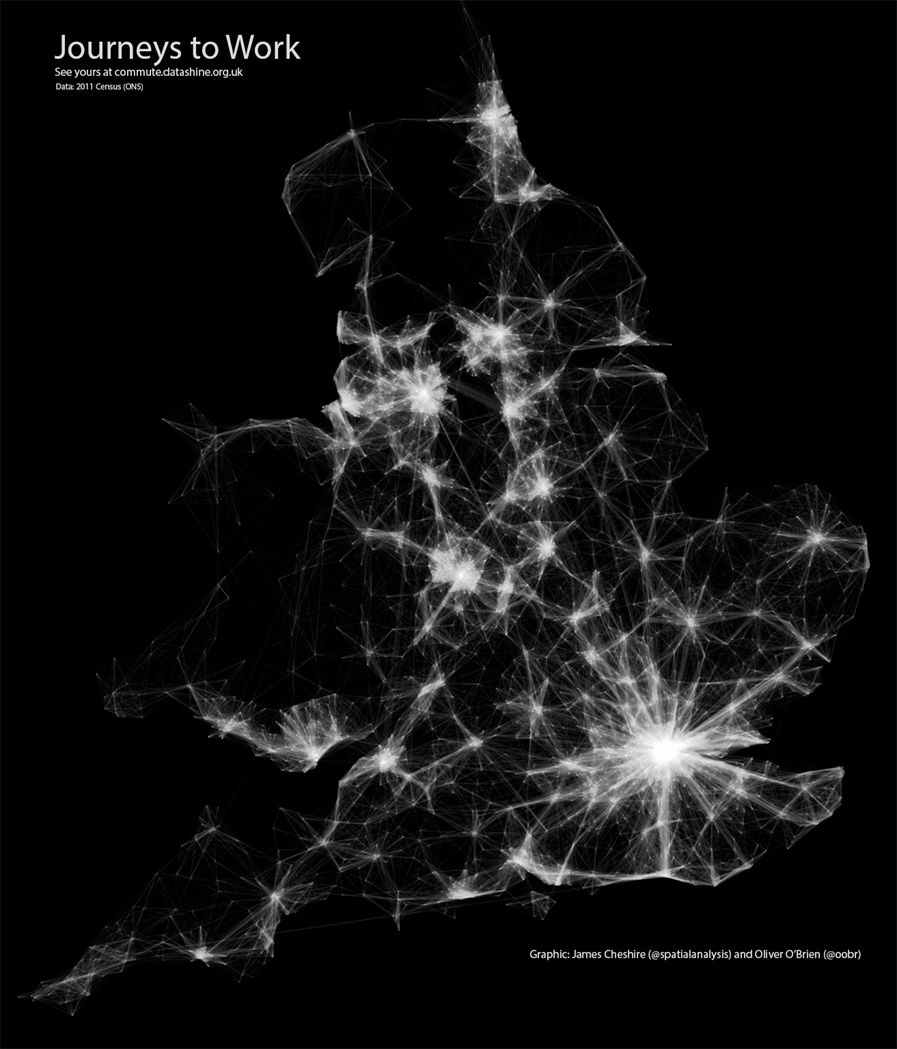 Journeys to Work
See yours at commute.datashine.org.uk
Data: 2011 Census (ONS)
Graphic: James Cheshire (@spatialanalysis) and Oliver O'Brien (@oobr)